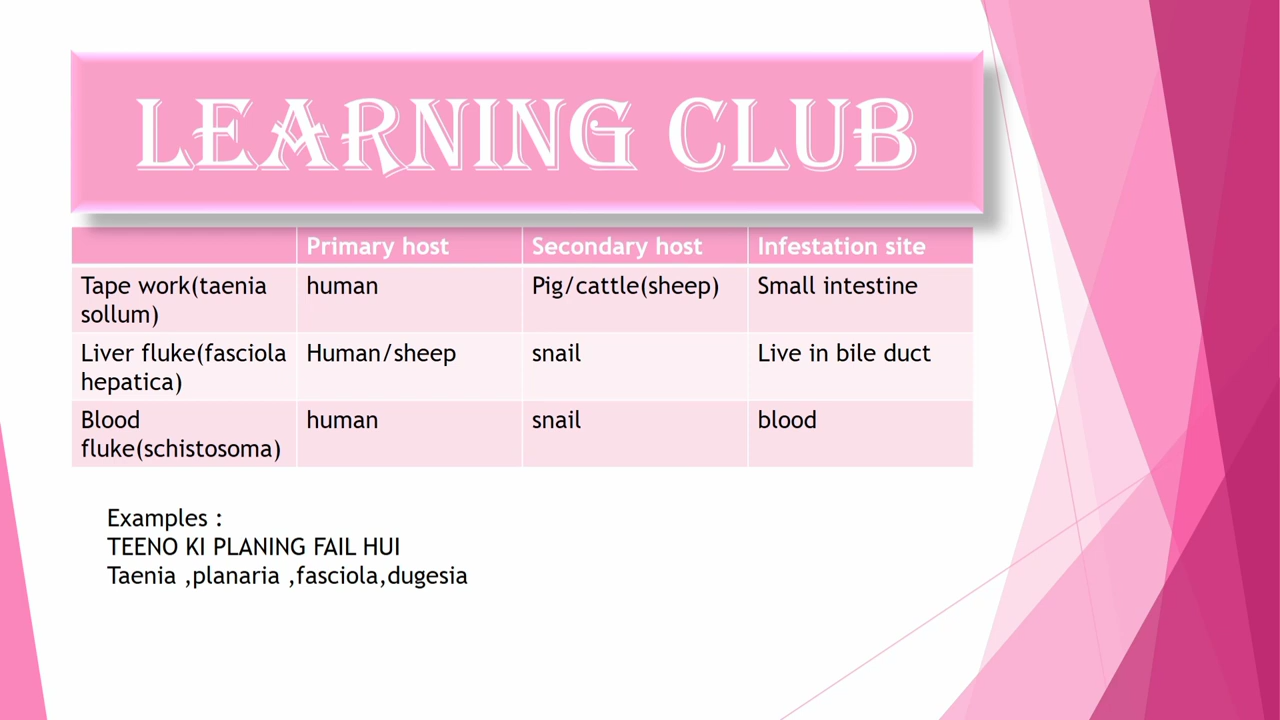 LEARNING CLUB
Primary host Secondary host Infestation site
Tape work(taenia sollum) human Pig/cattle(sheep) Small intestine
Liver fluke(fasciola hepatica) Human/sheep snail Live in bile duct
Blood fluke(schistosoma) human snail blood
Examples :
TEENO KI PLANING FAIL HUI
Taenia ,planaria ,fasciola,dugesia